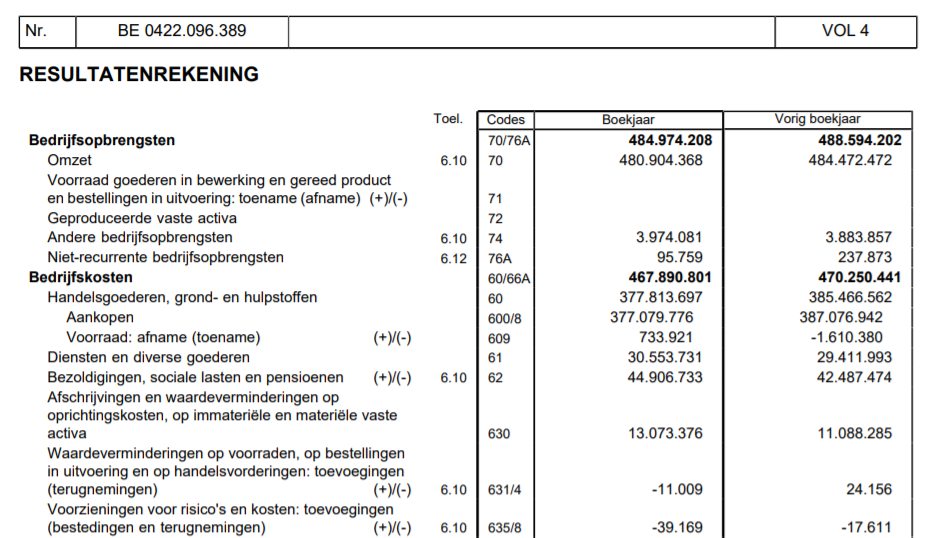 Nr. BE 0422.096.389 VOL 4
RESULTATENREKENING
Toel. Codes Boekjaar Vorig boekjaar
Bedrijfsopbrengsten 70/76A 484.974.208 488.594.202
Omzet 6.10 70 480.904.368 484.472.472
Voorraad goederen in bewerking en gereed product
en bestellingen in uitvoering: toename (afname) (+)/(-) 71
Geproduceerde vaste activa 72
Andere bedrijfsopbrengsten 6.10 74 3.974.081 3.883.857
Niet-recurrente bedrijfsopbrengsten 6.12 76A 95.759 237.873
Bedrijfskosten 60/66A 467.890.801 470.250.441
Handelsgoederen, grond- en hulpstoffen 60 377.813.697 385.466.562
Aankopen 600/8 377.079.776 387.076.942
Voorraad: afname (toename) (+)/(-) 609 733.921 -1.610.380
Diensten en diverse goederen 61 30.553.731 29.411.993
Bezoldigingen, sociale lasten en pensioenen (+)/(-) 6.10 62 44.906.733 42.487.474
Afschrijvingen en waardeverminderingen op
oprichtingskosten, op immateriële en materiële vaste
activa 630 13.073.376 11.088.285
Waardeverminderingen op voorraden, op bestellingen
in uitvoering en op handelsvorderingen: toevoegingen
(terugnemingen) (+)/(-) 6.10 631/4 -11.009 24.156
Voorzieningen voor risico's en kosten: toevoegingen
(bestedingen en terugnemingen) (+)/(-) 6.10 635/8 -39.169 -17.611